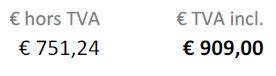 € hors TVA € TVA incl.
€ 751,24 € 909,00